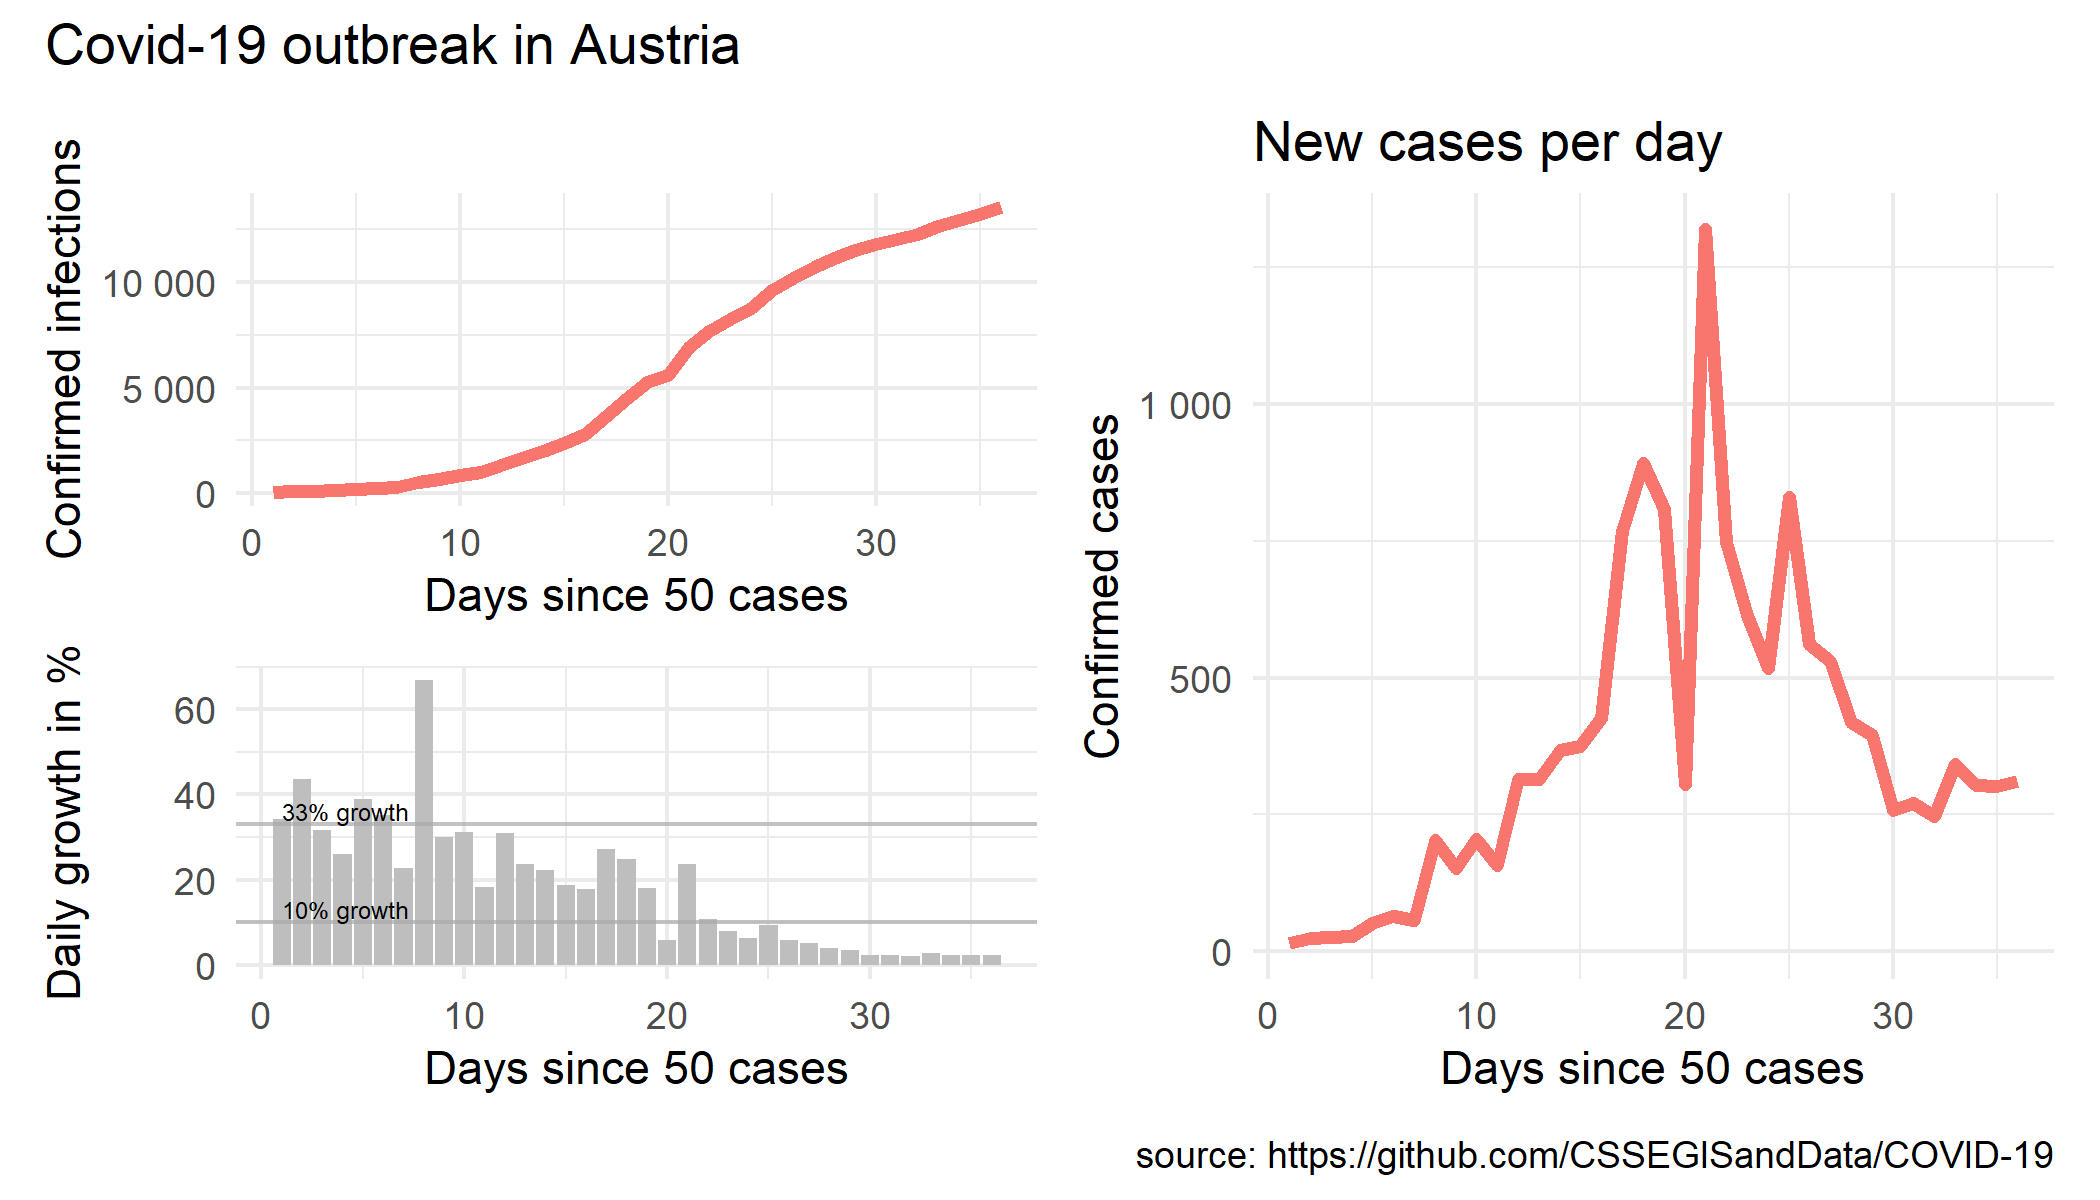 Covid-19 outbreak in Austria
Confirmed infections
10 000
5 000
0
0 10 20 30
Days since 50 cases
Daily growth in %
60
40
20
0
33% growth
10% growth
0 10 20 30
Days since 50 cases
New cases per day
Confirmed cases
1 000
500
0
0 10 20 30
Days since 50 cases
source: https://github.com/CSSEGISandData/COVID-19